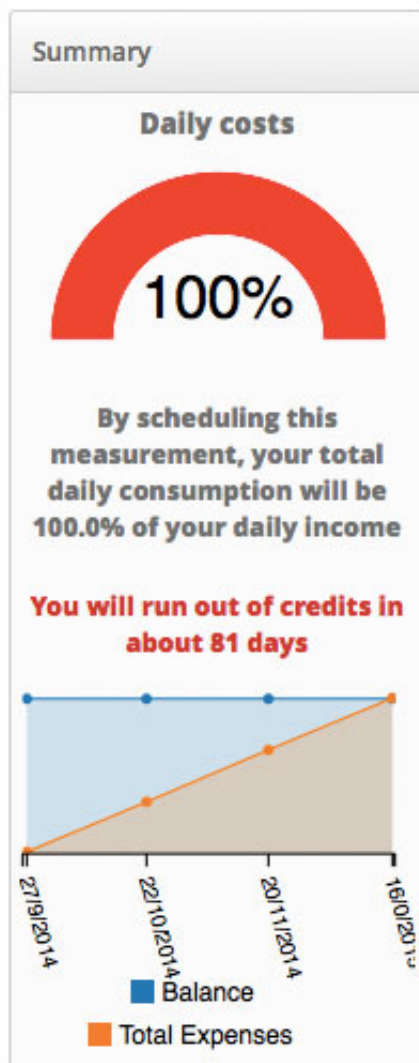 Summary
Daily costs
100%
By scheduling this
measurement, your total
daily consumption will be
100.0% of your daily income
You will run out of credits in
about 81 days
27/9/2014
22/10/2014
20/11/2014
Balance
Total Expenses